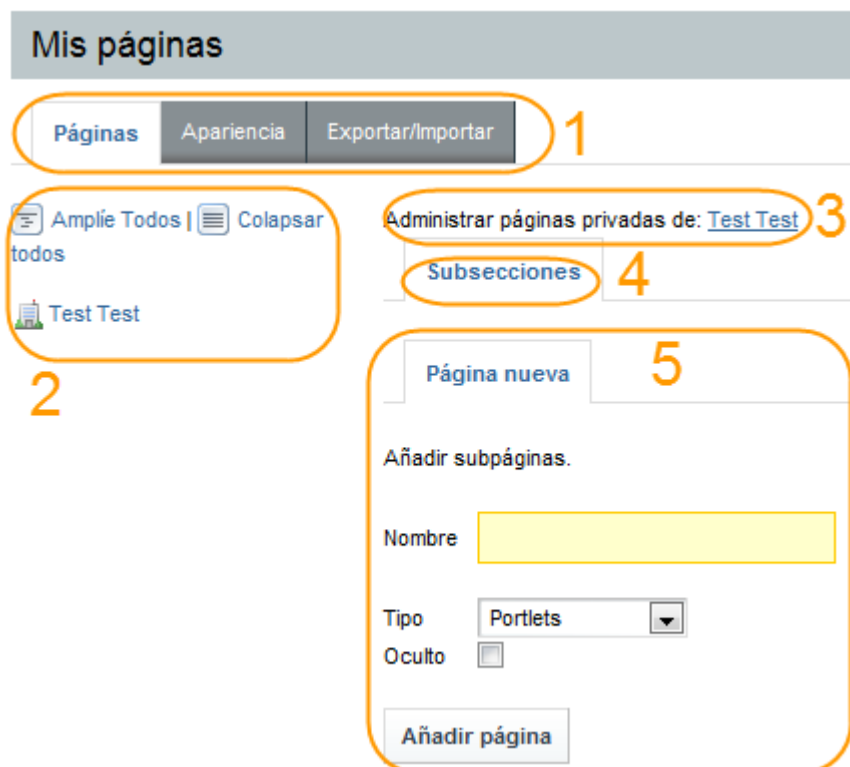 Mis páginas
Páginas Apariencia Exportar/Importar 1
Amplíe Todos | Colapsar todos
Test Test
2
Administrar páginas privadas de: Test Test 3
Subsecciones 4
Página nueva 5
Añadir subpáginas.
Nombre
Tipo Portlets
Oculto
Añadir página